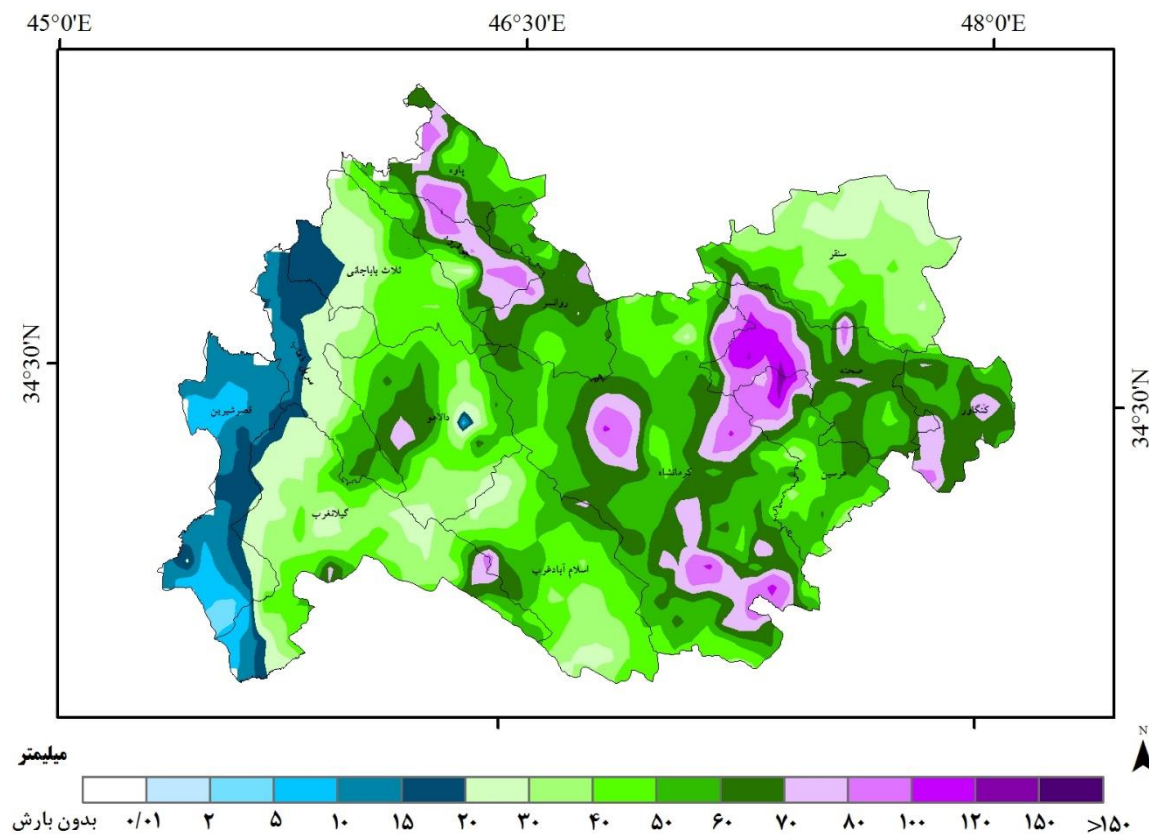 45°0'E 46°30'E 48°0'E
پاوه
سنقر
ثلاث باباجانی
روانسر
34°30'N
صحنه
قصرشیرین
دالاهو
کنگاور
34°30'N
کرمانشاه
هرسین
گیلانغرب
اسلام آبادغرب
N
میلیمتر
بدون بارش ۰/۰۱ ۲ ۵ ۱۰ ۱۵ ۲۰ ۳۰ ۴۰ ۵۰ ۶۰ ۷۰ ۸۰ ۱۰۰ ۱۲۰ ۱۵۰ >۱۵۰